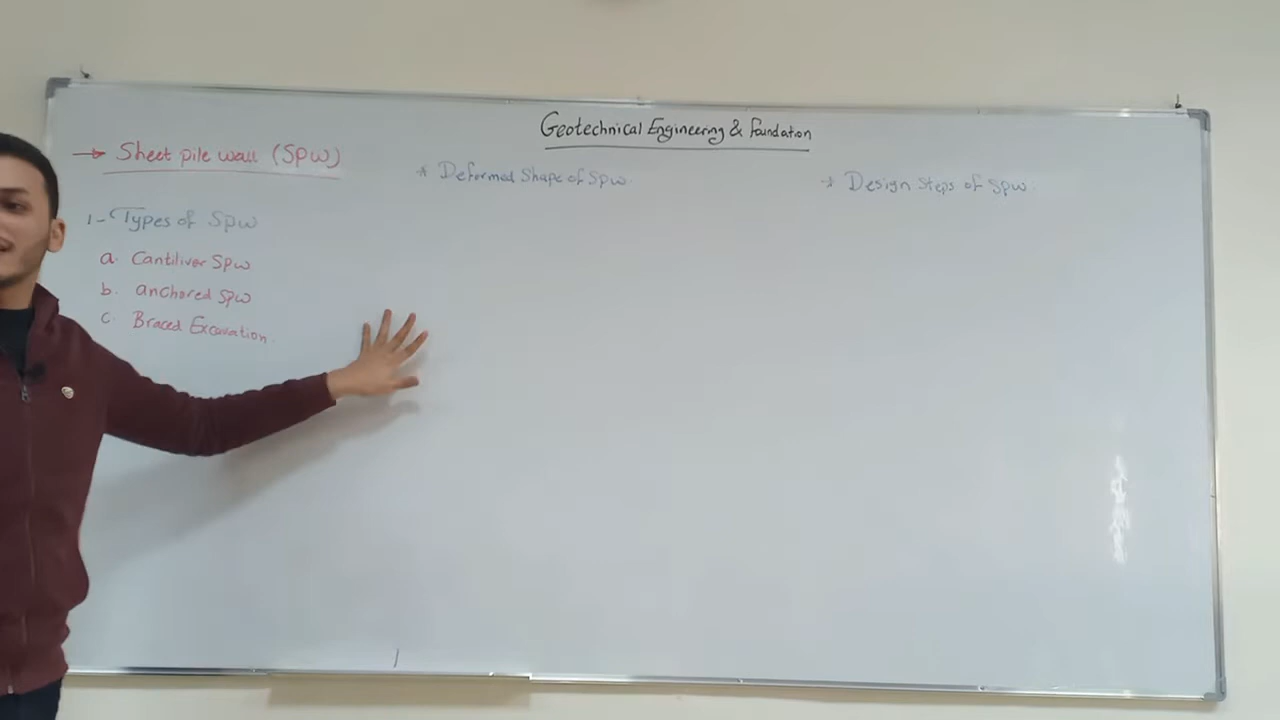 Geotechnical Engineering & Foundation
→ Sheet pile wall (SPW)
1- Types of SPW
a. Cantiliver SPW
b. anchored SPW
c. Braced Excavation.
* Deformed Shape of SPW
* Design Steps of SPW